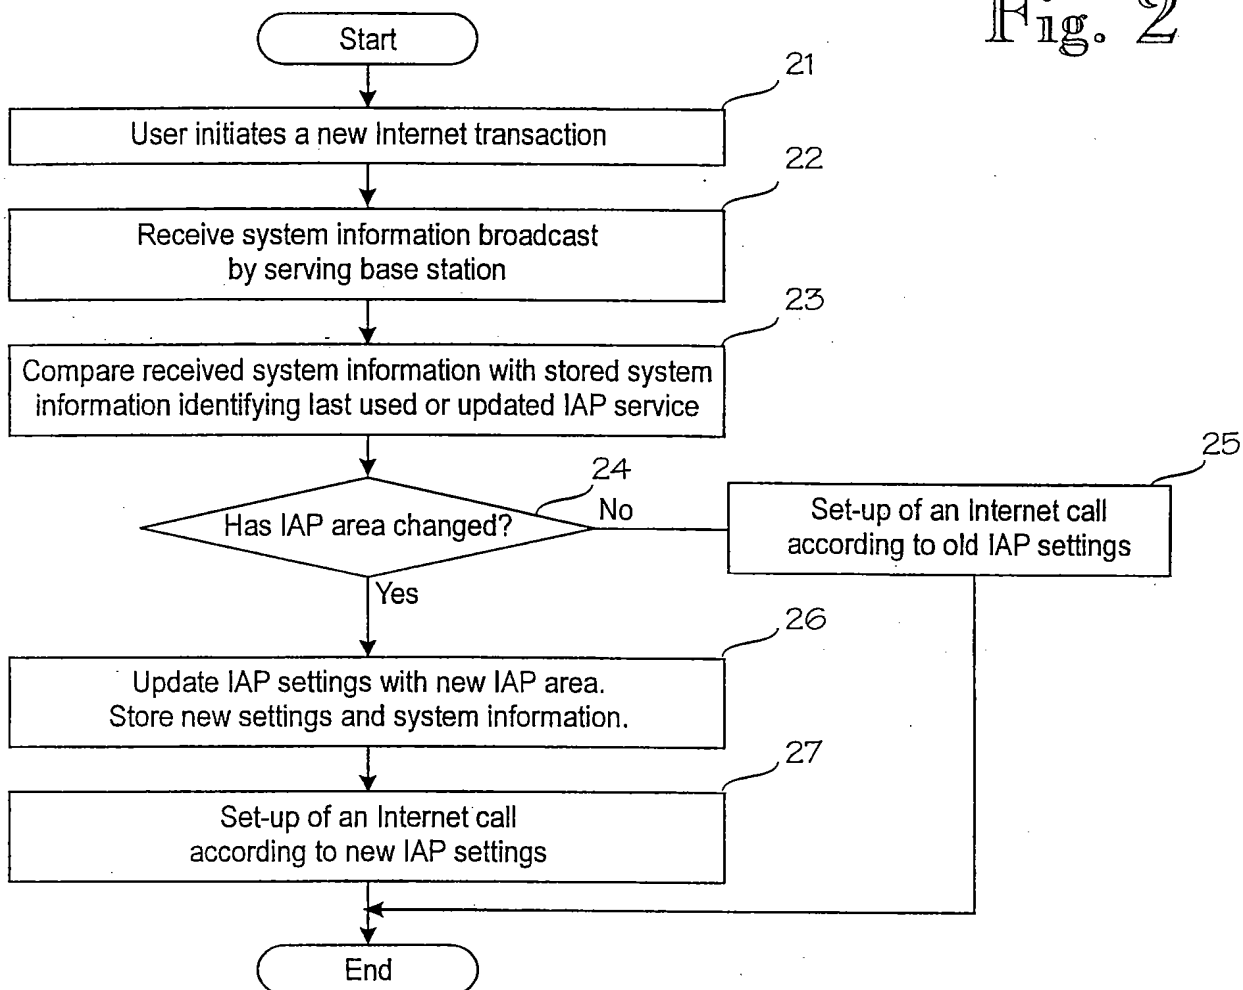 Fig. 2
Start
21
User initiates a new Internet transaction
22
Receive system information broadcast
by serving base station
23
Compare received system information with stored system
information identifying last used or updated IAP service
24
Has IAP area changed?
No
25
Set-up of an Internet call
according to old IAP settings
Yes
26
Update IAP settings with new IAP area.
Store new settings and system information.
27
Set-up of an Internet call
according to new IAP settings
End